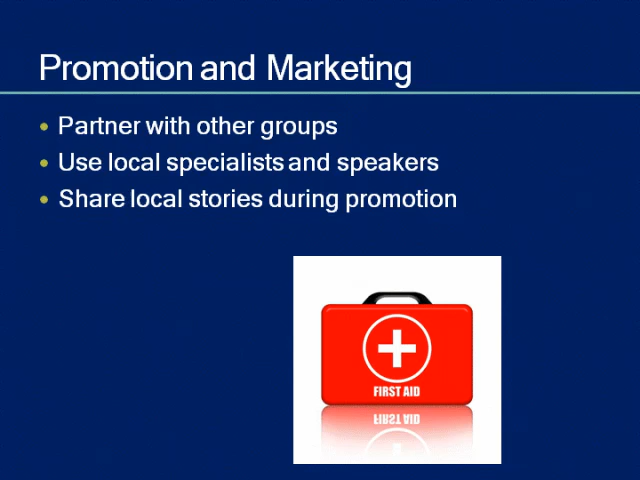 Promotion and Marketing
Partner with other groups
Use local specialists and speakers
Share local stories during promotion
FIRST AID